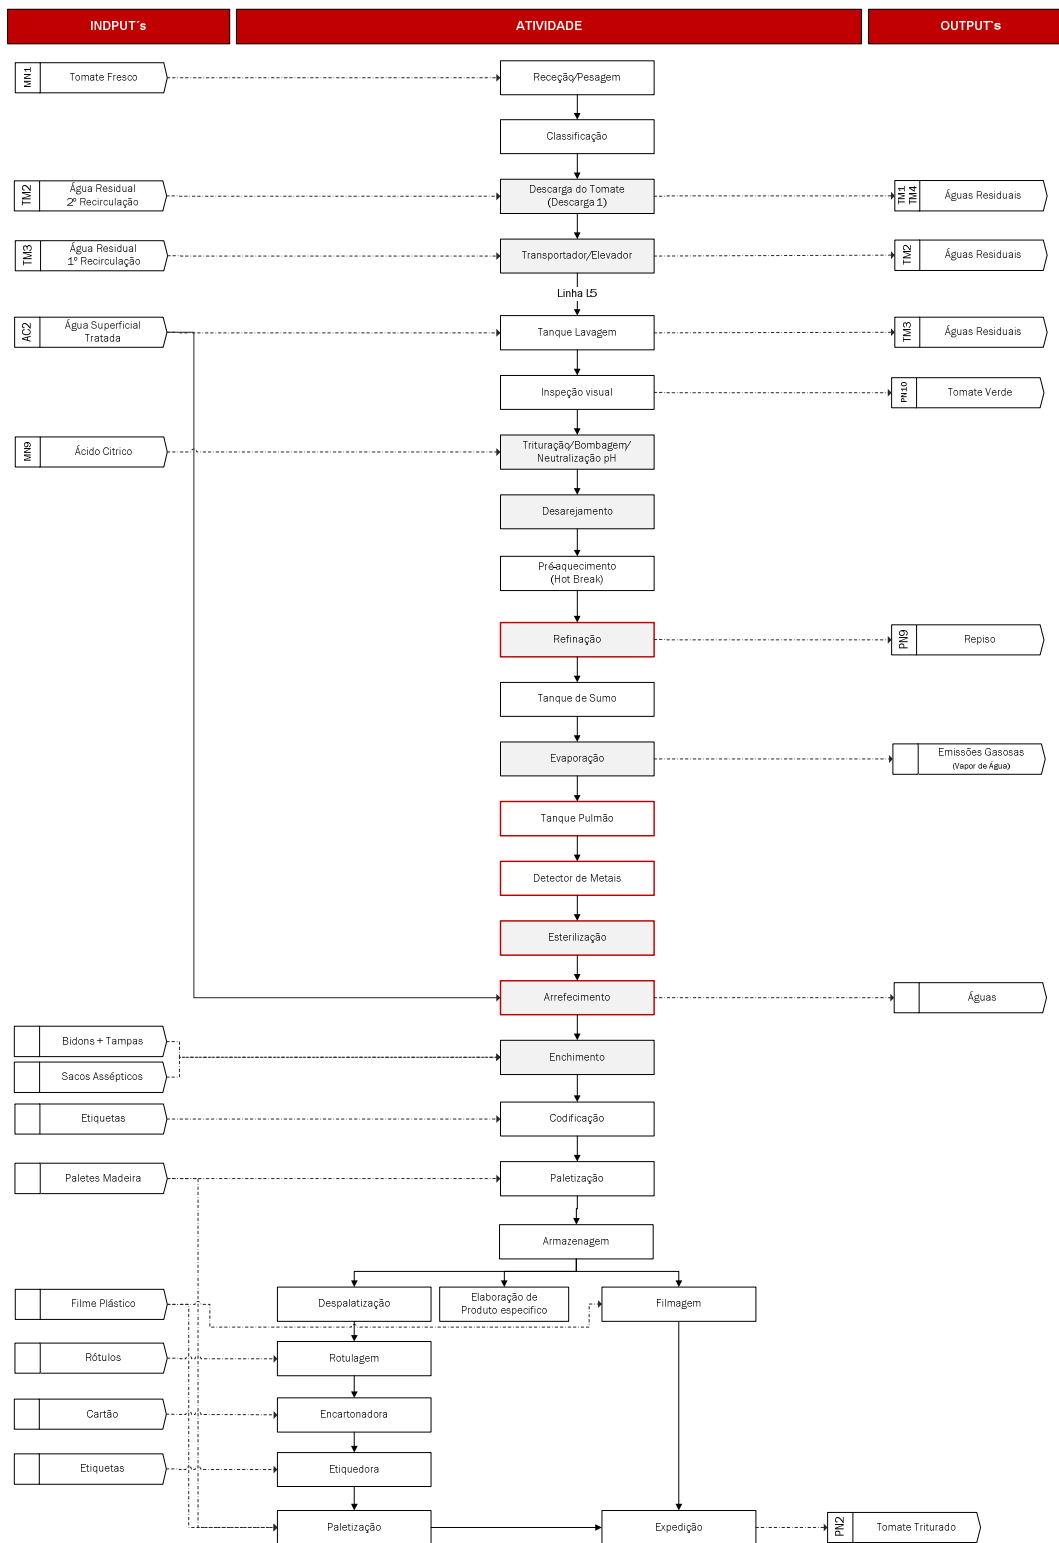 INDPUT´s
ATIVIDADE
OUTPUT`s
MN1
Tomate Fresco
Receção/Pesagem
Classificação
TM2
Água Residual
2º Recirculação
Descarga do Tomate
(Descarga 1)
TM1
TM4
Águas Residuais
TM3
Água Residual
1º Recirculação
Transportador/Elevador
TM2
Águas Residuais
Linha L5
AC2
Água Superficial
Tratada
Tanque Lavagem
TM3
Águas Residuais
Inspeção visual
PN10
Tomate Verde
MN9
Ácido Citrico
Trituração/Bombagem/
Neutralização pH
Desarejamento
Pré-aquecimento
(Hot Break)
Refinação
PN9
Repiso
Tanque de Sumo
Evaporação
Emissões Gasosas
(Vapor de Água)
Tanque Pulmão
Detector de Metais
Esterilização
Arrefecimento
Águas
Bidons + Tampas
Enchimento
Sacos Assépticos
Etiquetas
Codificação
Paletes Madeira
Paletização
Armazenagem
Filme Plástico
Despalatização
Elaboração de
Produto especifico
Filmagem
Rótulos
Rotulagem
Cartão
Encartonadora
Etiquetas
Etiquedora
Paletização
Expedição
PN2
Tomate Triturado